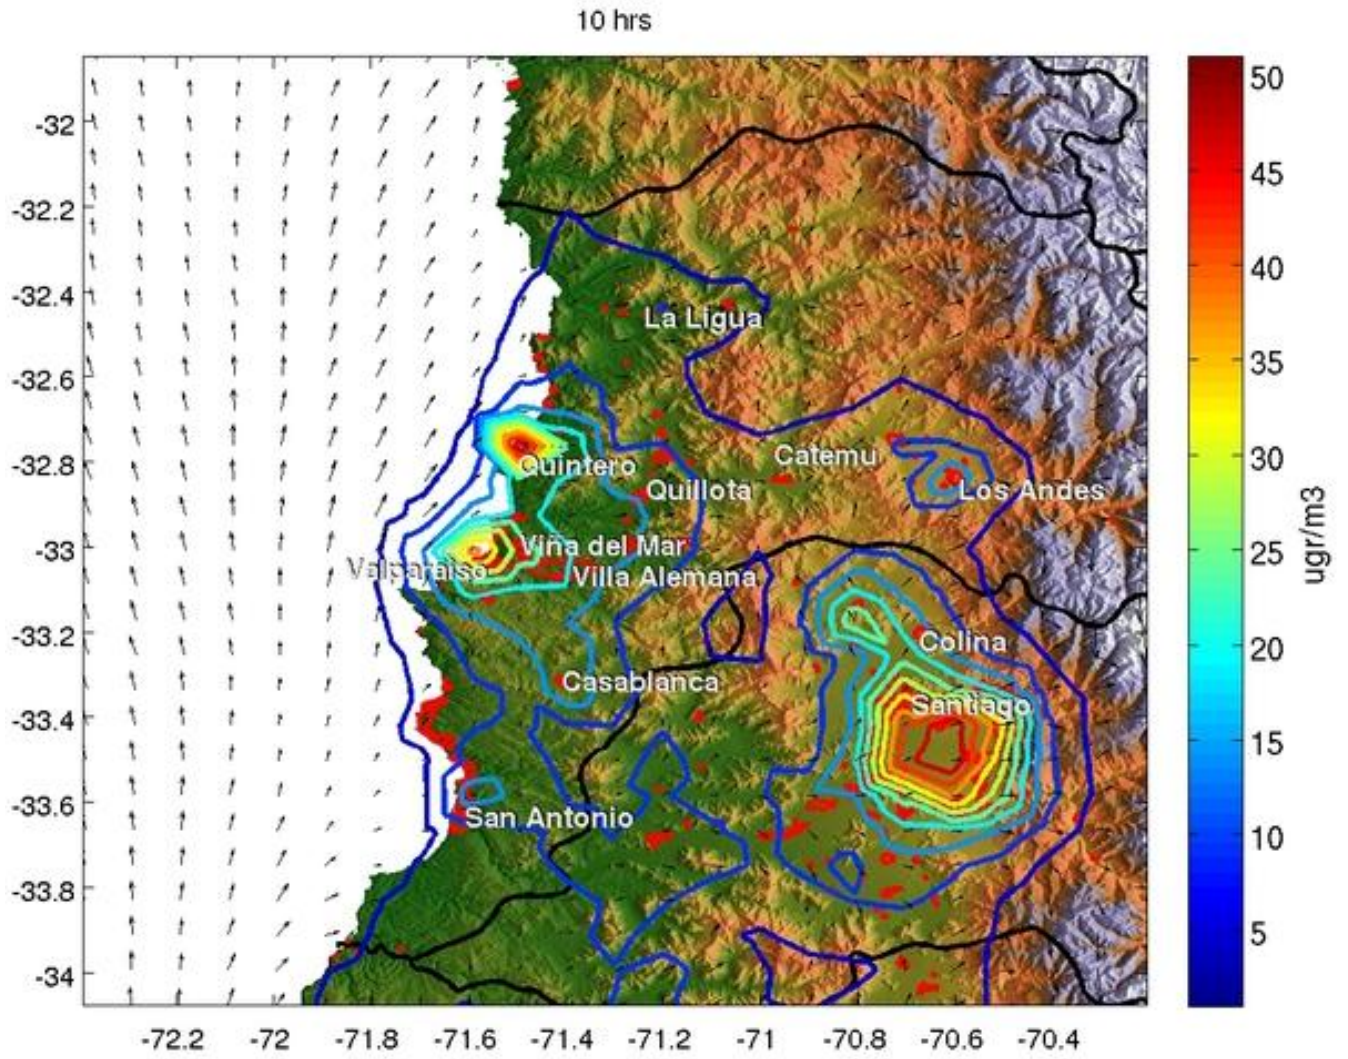 10 hrs
-32
-32.2
-32.4
-32.6
-32.8
-33
-33.2
-33.4
-33.6
-33.8
-34
La Ligua
Catemu
Quintero
Quillota
Los Andes
Viña del Mar
Valparaiso
Villa Alemana
Colina
Casablanca
Santiago
San Antonio
-72.2 -72 -71.8 -71.6 -71.4 -71.2 -71 -70.8 -70.6 -70.4
50
45
40
35
30
25
20
15
10
5
ugr/m3